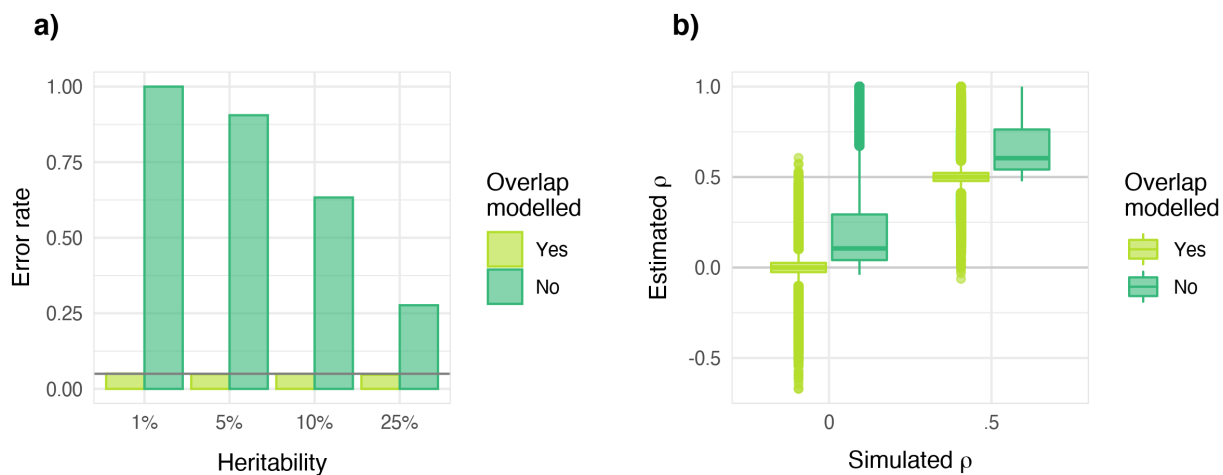 a)
1.00
0.75
0.50
0.25
0.00
Error rate
1%
5%
10%
25%
Heritability
Overlap
modelled
Yes
No
b)
1.0
0.5
0.0
-0.5
Estimated ρ
0
.5
Simulated ρ
Overlap
modelled
Yes
No